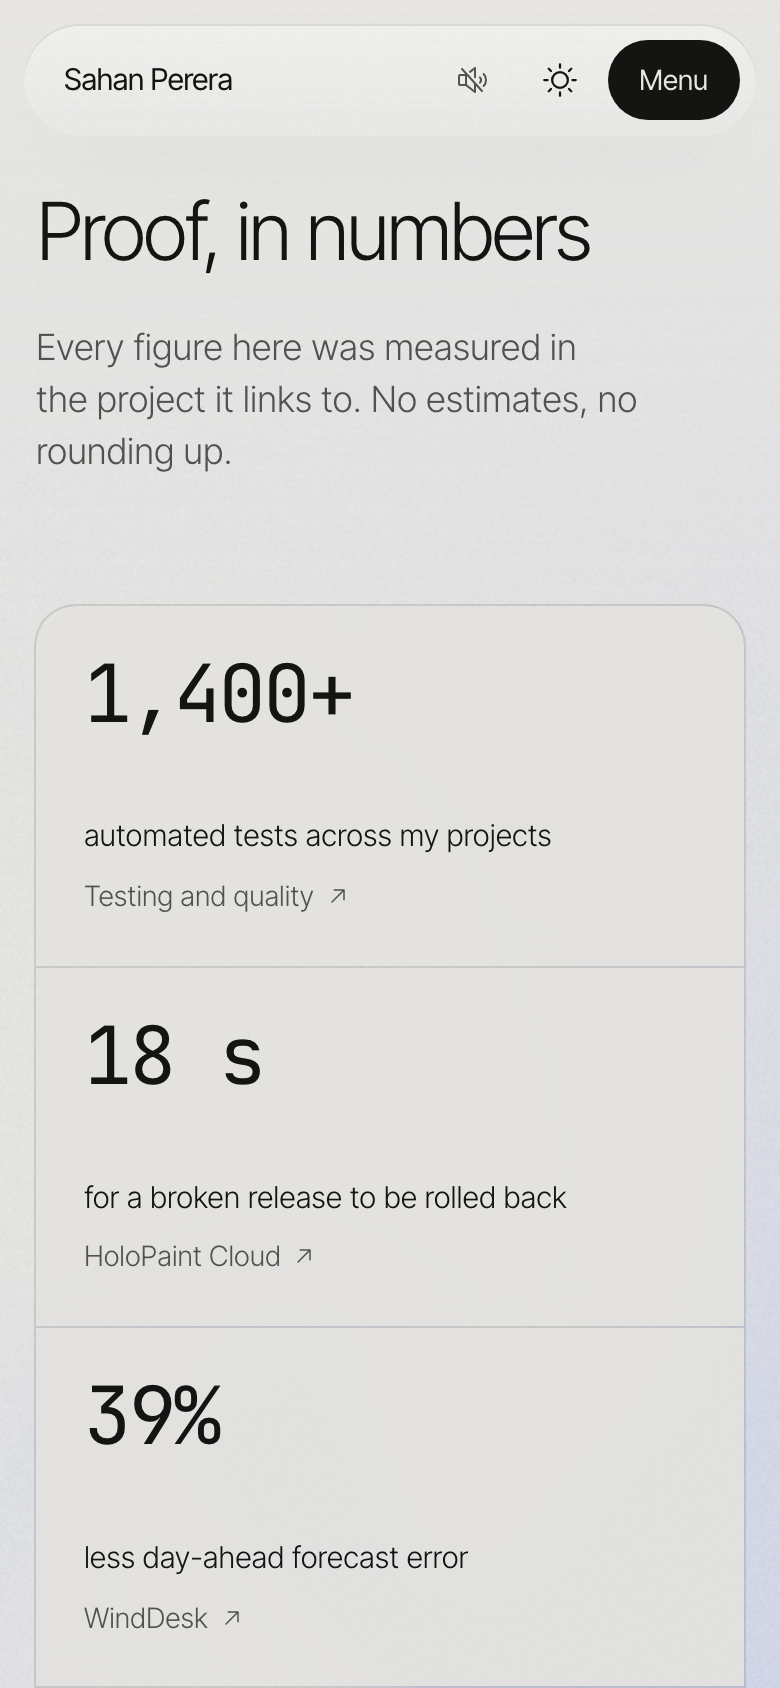 Sahan Perera
Menu
Proof, in numbers
Every figure here was measured in
the project it links to. No estimates, no
rounding up.
1,400+
automated tests across my projects
Testing and quality ↗
18 s
for a broken release to be rolled back
HoloPaint Cloud ↗
39%
less day-ahead forecast error
WindDesk ↗